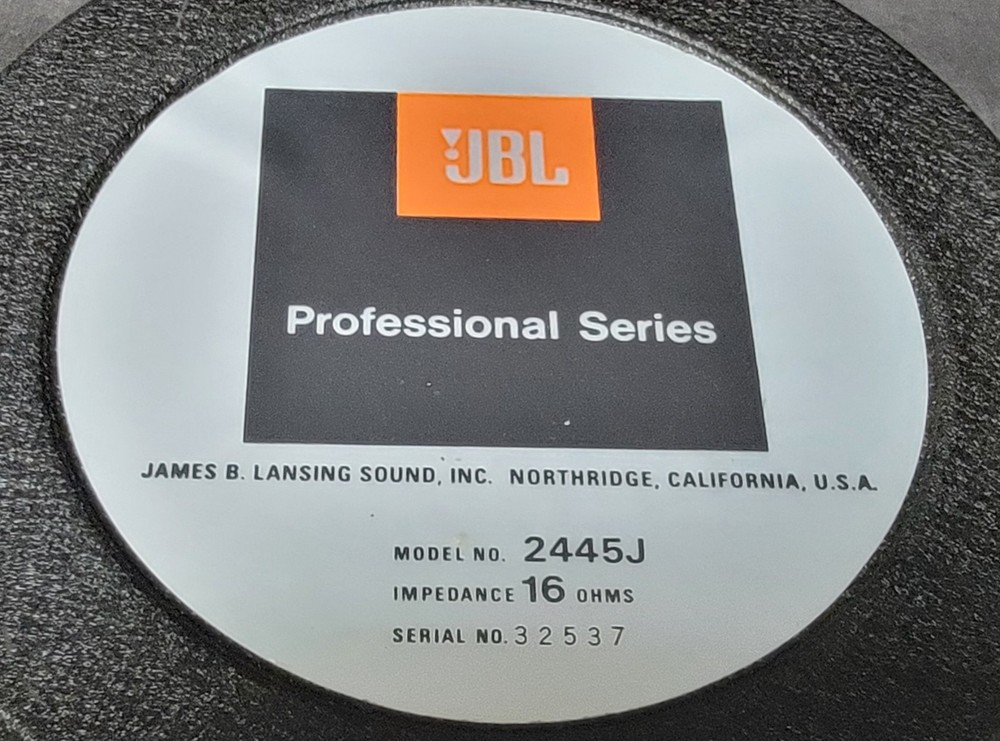 JBL
Professional Series
JAMES B. LANSING SOUND, INC. NORTHRIDGE, CALIFORNIA, U.S.A.
MODEL NO. 2445J
IMPEDANCE 16 OHMS
SERIAL NO. 32537